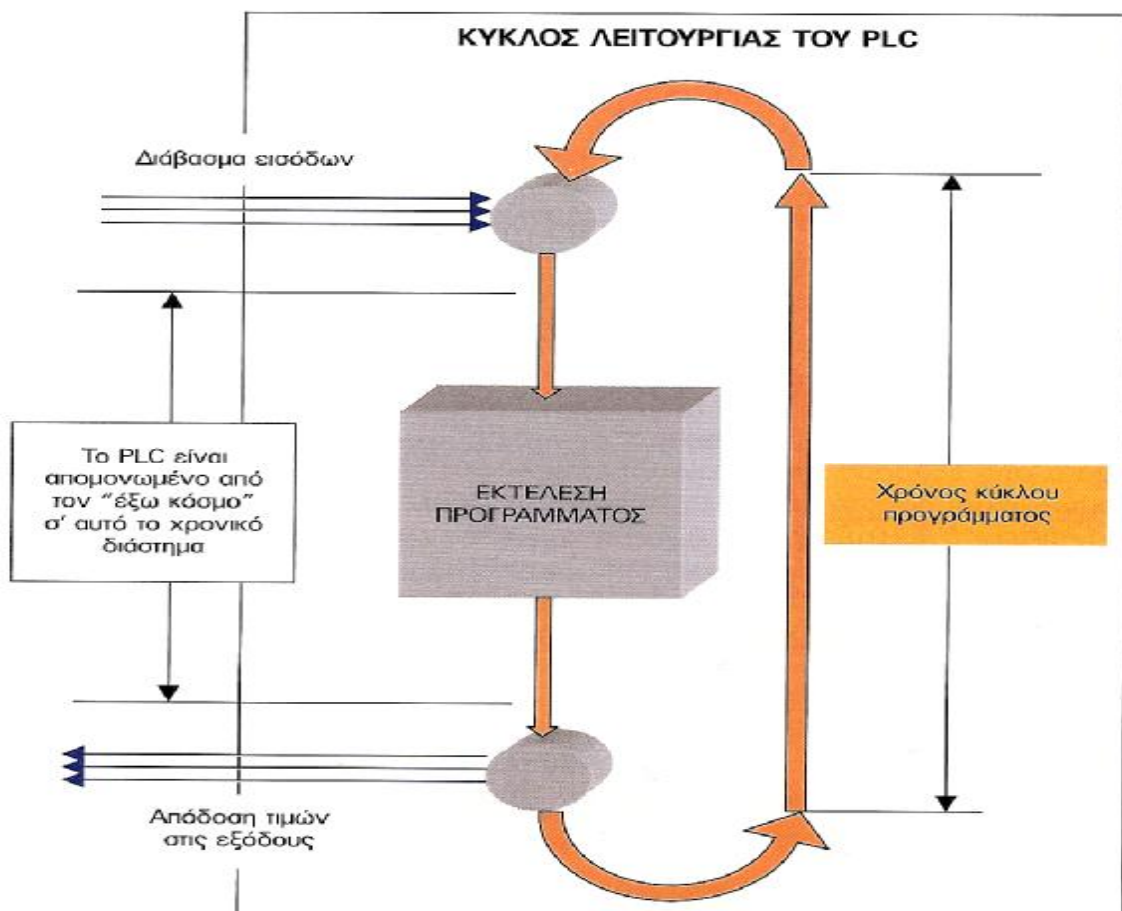 ΚΥΚΛΟΣ ΛΕΙΤΟΥΡΓΙΑΣ ΤΟΥ PLC
Διάβασμα εισόδων
Το PLC είναι
απομονωμένο από
τον “έξω κόσμο”
σ’ αυτό το χρονικό
διάστημα
ΕΚΤΕΛΕΣΗ
ΠΡΟΓΡΑΜΜΑΤΟΣ
Χρόνος κύκλου
προγράμματος
Απόδοση τιμών
στις εξόδους